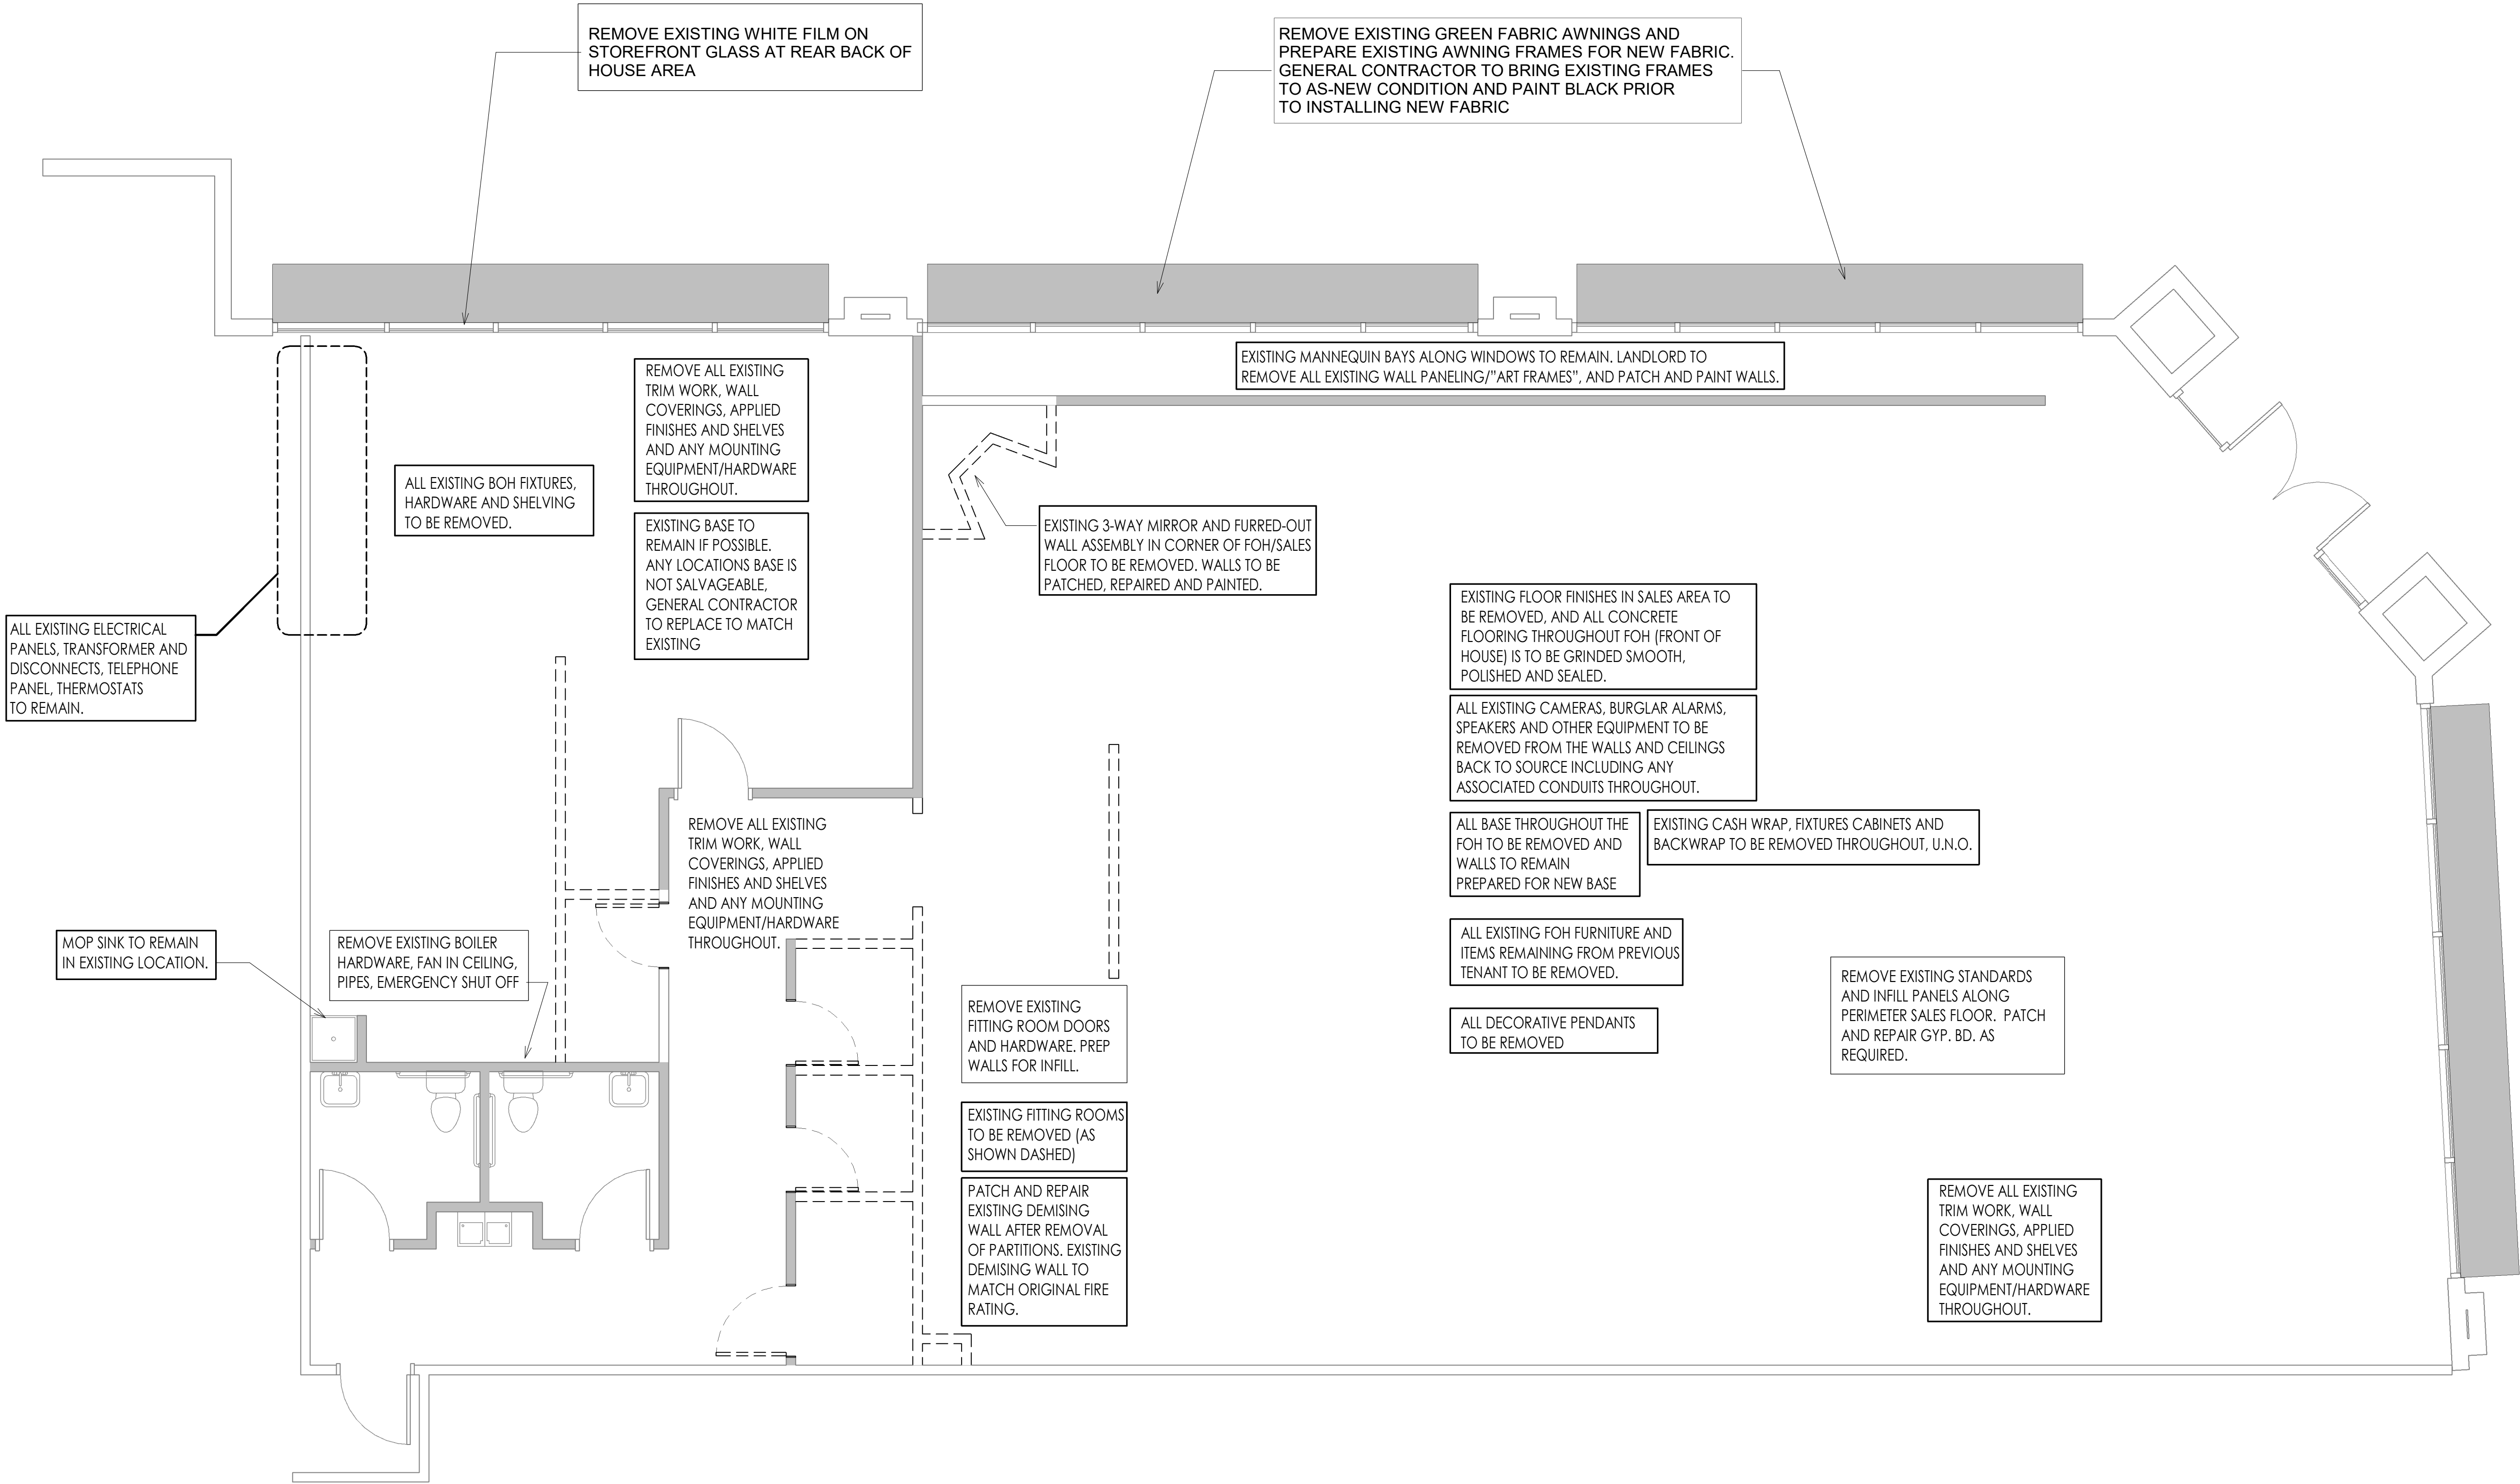 REMOVE EXISTING WHITE FILM ON
STOREFRONT GLASS AT REAR BACK OF
HOUSE AREA
REMOVE EXISTING GREEN FABRIC AWNINGS AND
PREPARE EXISTING AWNING FRAMES FOR NEW FABRIC.
GENERAL CONTRACTOR TO BRING EXISTING FRAMES
TO AS-NEW CONDITION AND PAINT BLACK PRIOR
TO INSTALLING NEW FABRIC
EXISTING MANNEQUIN BAYS ALONG WINDOWS TO REMAIN. LANDLORD TO
REMOVE ALL EXISTING WALL PANELING/"ART FRAMES", AND PATCH AND PAINT WALLS.
REMOVE ALL EXISTING
TRIM WORK, WALL
COVERINGS, APPLIED
FINISHES AND SHELVES
AND ANY MOUNTING
EQUIPMENT/HARDWARE
THROUGHOUT.
ALL EXISTING BOH FIXTURES,
HARDWARE AND SHELVING
TO BE REMOVED.
EXISTING BASE TO
REMAIN IF POSSIBLE.
ANY LOCATIONS BASE IS
NOT SALVAGEABLE,
GENERAL CONTRACTOR
TO REPLACE TO MATCH
EXISTING
EXISTING 3-WAY MIRROR AND FURRED-OUT
WALL ASSEMBLY IN CORNER OF FOH/SALES
FLOOR TO BE REMOVED. WALLS TO BE
PATCHED, REPAIRED AND PAINTED.
ALL EXISTING ELECTRICAL
PANELS, TRANSFORMER AND
DISCONNECTS, TELEPHONE
PANEL, THERMOSTATS
TO REMAIN.
EXISTING FLOOR FINISHES IN SALES AREA TO
BE REMOVED, AND ALL CONCRETE
FLOORING THROUGHOUT FOH (FRONT OF
HOUSE) IS TO BE GRINDED SMOOTH,
POLISHED AND SEALED.
ALL EXISTING CAMERAS, BURGLAR ALARMS,
SPEAKERS AND OTHER EQUIPMENT TO BE
REMOVED FROM THE WALLS AND CEILINGS
BACK TO SOURCE INCLUDING ANY
ASSOCIATED CONDUITS THROUGHOUT.
ALL BASE THROUGHOUT THE
FOH TO BE REMOVED AND
WALLS TO REMAIN
PREPARED FOR NEW BASE
EXISTING CASH WRAP, FIXTURES CABINETS AND
BACKWRAP TO BE REMOVED THROUGHOUT, U.N.O.
REMOVE ALL EXISTING
TRIM WORK, WALL
COVERINGS, APPLIED
FINISHES AND SHELVES
AND ANY MOUNTING
EQUIPMENT/HARDWARE
THROUGHOUT.
MOP SINK TO REMAIN
IN EXISTING LOCATION.
REMOVE EXISTING BOILER
HARDWARE, FAN IN CEILING,
PIPES, EMERGENCY SHUT OFF
ALL EXISTING FOH FURNITURE AND
ITEMS REMAINING FROM PREVIOUS
TENANT TO BE REMOVED.
REMOVE EXISTING STANDARDS
AND INFILL PANELS ALONG
PERIMETER SALES FLOOR. PATCH
AND REPAIR GYP. BD. AS
REQUIRED.
REMOVE EXISTING
FITTING ROOM DOORS
AND HARDWARE. PREP
WALLS FOR INFILL.
ALL DECORATIVE PENDANTS
TO BE REMOVED
EXISTING FITTING ROOMS
TO BE REMOVED (AS
SHOWN DASHED)
PATCH AND REPAIR
EXISTING DEMISING
WALL AFTER REMOVAL
OF PARTITIONS. EXISTING
DEMISING WALL TO
MATCH ORIGINAL FIRE
RATING.
REMOVE ALL EXISTING
TRIM WORK, WALL
COVERINGS, APPLIED
FINISHES AND SHELVES
AND ANY MOUNTING
EQUIPMENT/HARDWARE
THROUGHOUT.